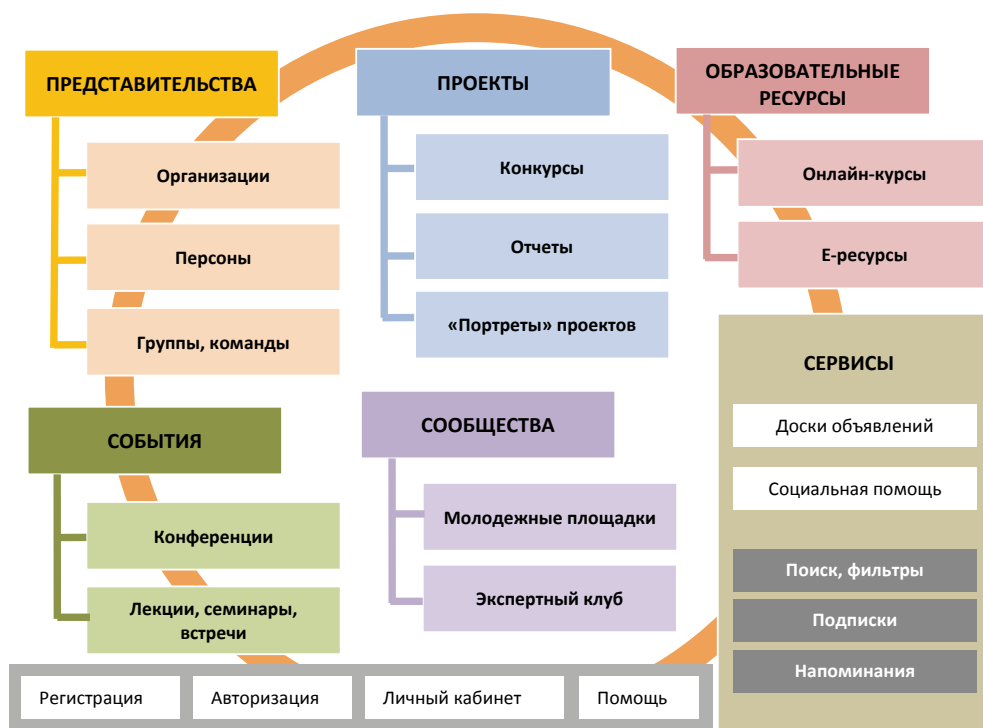 ПРЕДСТАВИТЕЛЬСТВА
Организации
Персоны
Группы, команды
ПРОЕКТЫ
Конкурсы
Отчеты
«Портреты» проектов
ОБРАЗОВАТЕЛЬНЫЕ
РЕСУРСЫ
Онлайн-курсы
Е-ресурсы
СОБЫТИЯ
Конференции
Лекции, семинары,
встречи
СООБЩЕСТВА
Молодежные площадки
Экспертный клуб
СЕРВИСЫ
Доски объявлений
Социальная помощь
Поиск, фильтры
Подписки
Напоминания
Регистрация
Авторизация
Личный кабинет
Помощь